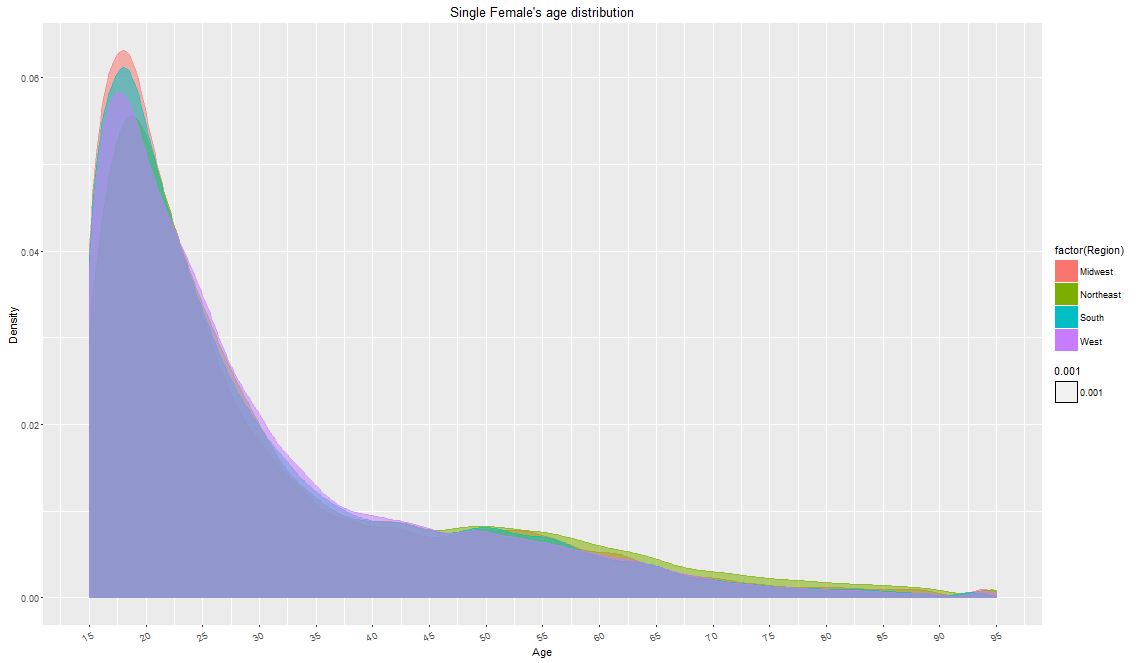 Single Female's age distribution
Density
0.06
0.04
0.02
0.00
15 20 25 30 35 40 45 50 55 60 65 70 75 80 85 90 95
Age
factor(Region)
Midwest
Northeast
South
West
0.001
0.001